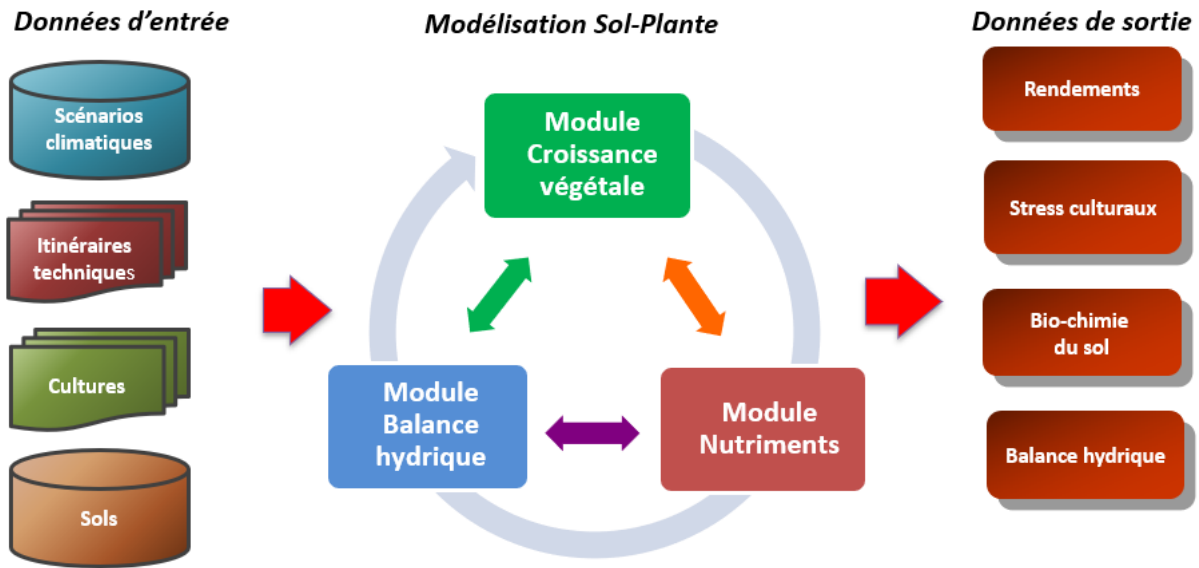 Données d'entrée
Scénarios
climatiques
Itinéraires
techniques
Cultures
Sols
Modélisation Sol-Plante
Module
Croissance
végétale
Module
Balance
hydrique
Module
Nutriments
Données de sortie
Rendements
Stress culturaux
Bio-chimie
du sol
Balance hydrique